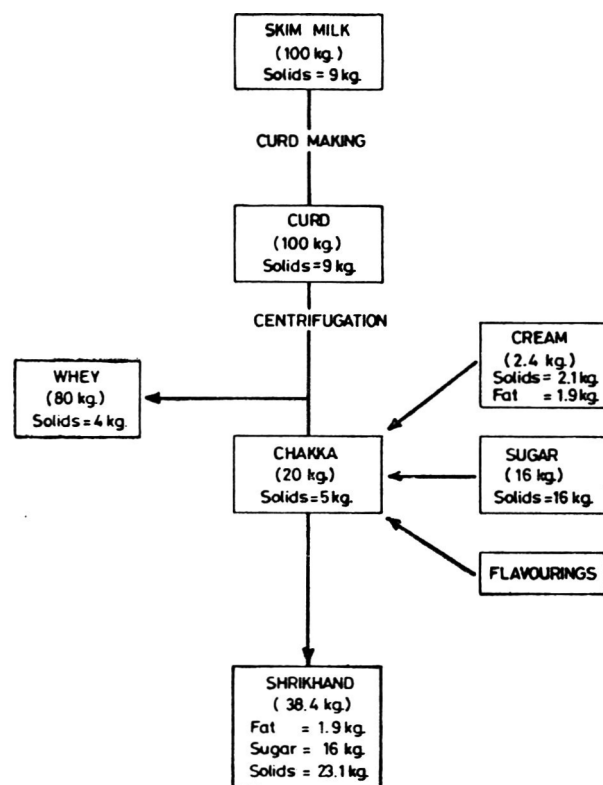 SKIM MILK
(100 kg.)
Solids = 9 kg.
CURD MAKING
CURD
(100 kg.)
Solids = 9 kg.
CENTRIFUGATION
CREAM
(2.4 kg.)
Solids = 2.1 kg.
Fat = 1.9 kg.
WHEY
(80 kg.)
Solids = 4 kg.
CHAKKA
(20 kg.)
Solids = 5 kg.
SUGAR
(16 kg.)
Solids = 16 kg.
FLAVOURINGS
SHRIKHAND
(38.4 kg.)
Fat = 1.9 kg.
Sugar = 16 kg.
Solids = 23.1 kg.